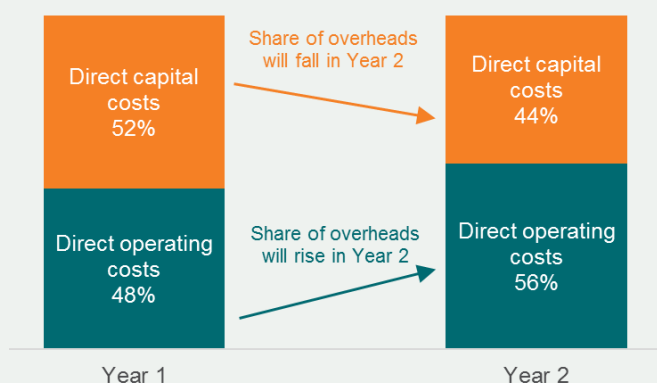 Direct capital
costs
52%
Share of overheads
will fall in Year 2
Direct capital
costs
44%
Direct operating
costs
48%
Share of overheads
will rise in Year 2
Direct operating
costs
56%
Year 1
Year 2